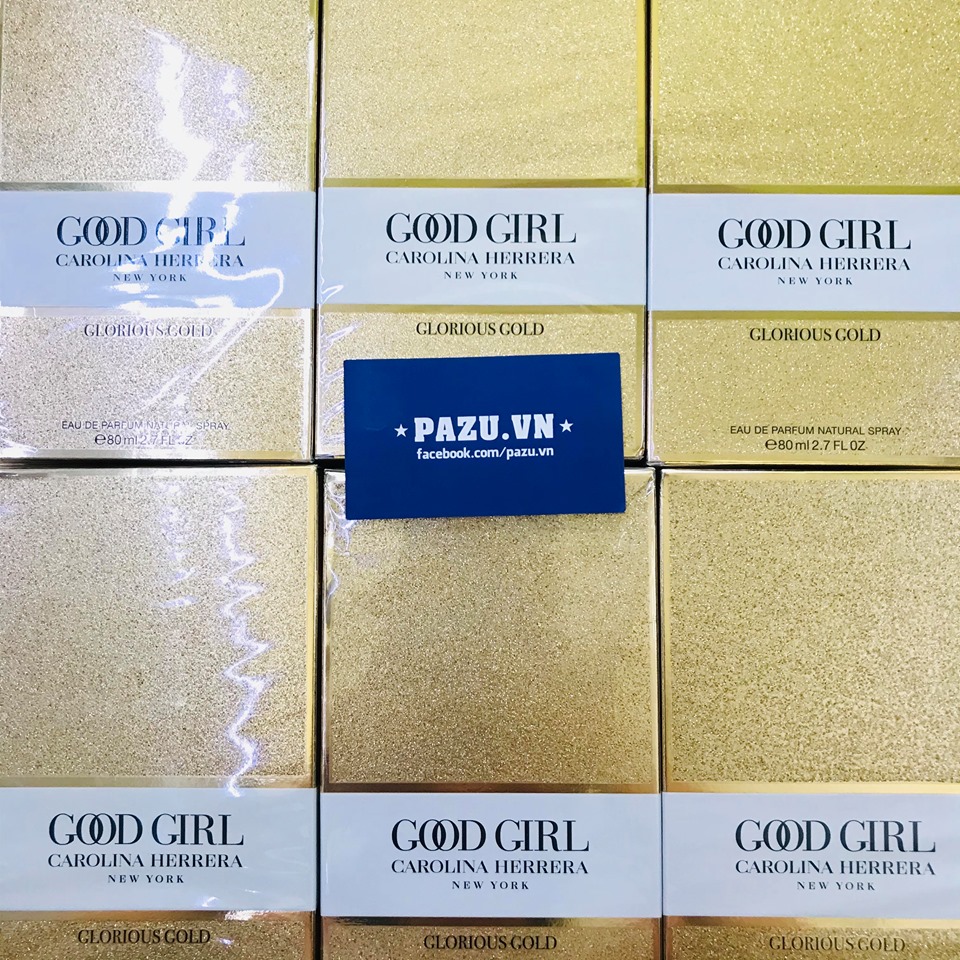 GOOD GIRL
CAROLINA HERRERA
NEW YORK
GLORIOUS GOLD
EAU DE PARFUM NATURAL SPRAY
℮80 ml 2.7 FL OZ
GOOD GIRL
CAROLINA HERRERA
NEW YORK
GLORIOUS GOLD
GOOD GIRL
CAROLINA HERRERA
NEW YORK
GLORIOUS GOLD
EAU DE PARFUM NATURAL SPRAY
℮80 ml 2.7 FL OZ
★ PAZU.VN ★
facebook.com/pazu.vn
GOOD GIRL
CAROLINA HERRERA
NEW YORK
GLORIOUS GOLD
GOOD GIRL
CAROLINA HERRERA
NEW YORK
GLORIOUS GOLD
GOOD GIRL
CAROLINA HERRERA
NEW YORK
GLORIOUS GOLD